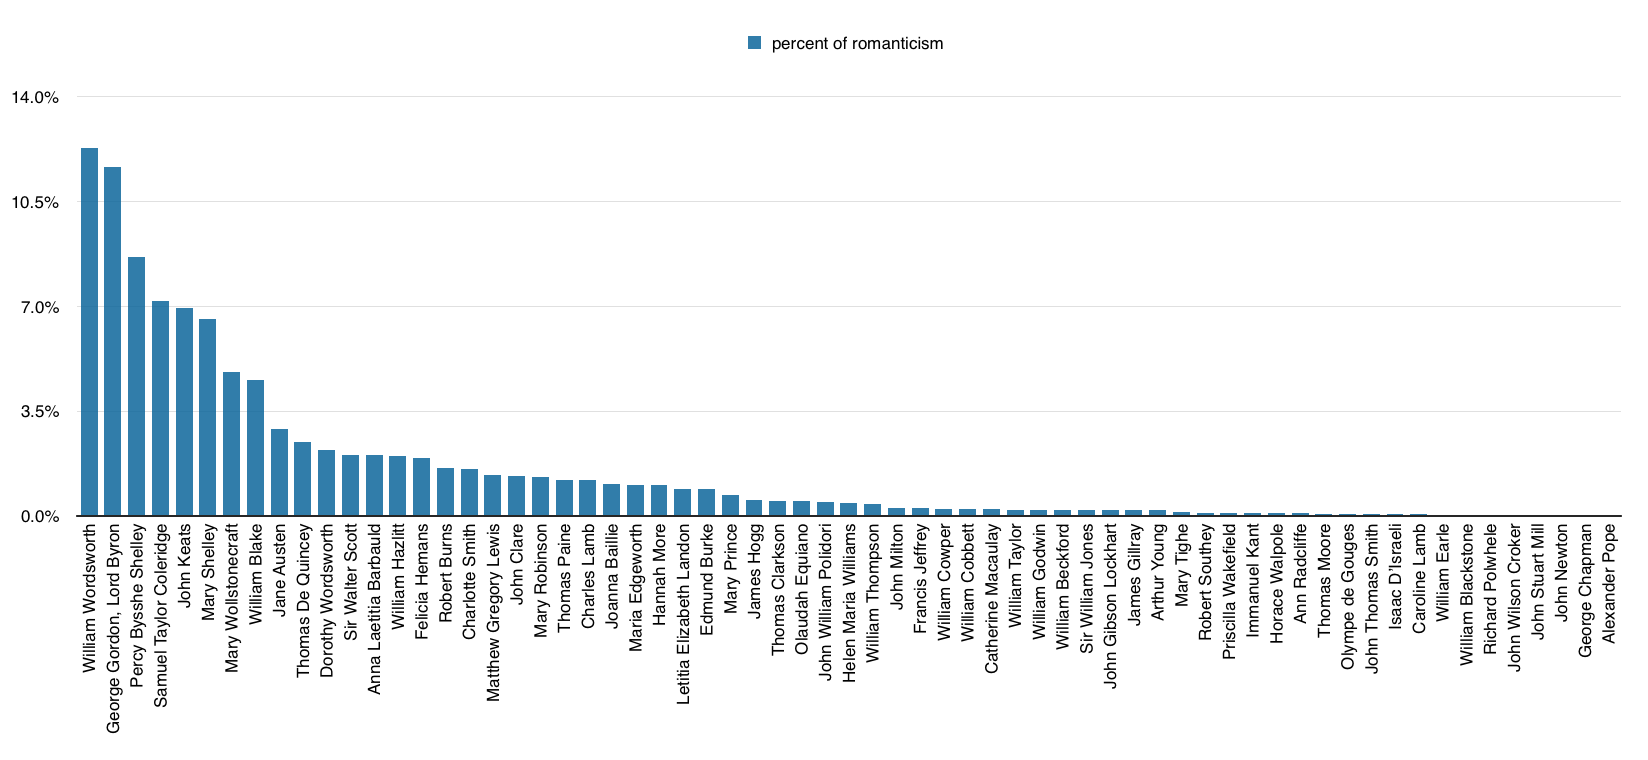 percent of romanticism
14.0%
10.5%
7.0%
3.5%
0.0%
William Wordsworth
George Gordon, Lord Byron
Percy Bysshe Shelley
Samuel Taylor Coleridge
John Keats
Mary Shelley
Mary Wollstonecraft
William Blake
Jane Austen
Thomas De Quincey
Dorothy Wordsworth
Sir Walter Scott
Anna Laetitia Barbauld
William Hazlitt
Felicia Hemans
Robert Burns
Charlotte Smith
Matthew Gregory Lewis
John Clare
Mary Robinson
Thomas Paine
Charles Lamb
Joanna Baillie
Maria Edgeworth
Hannah More
Letitia Elizabeth Landon
Edmund Burke
Mary Prince
James Hogg
Thomas Clarkson
Olaudah Equiano
John William Polidori
Helen Maria Williams
William Thompson
John Milton
Francis Jeffrey
William Cowper
William Cobbett
Catherine Macaulay
William Taylor
William Godwin
William Beckford
Sir William Jones
John Gibson Lockhart
James Gillray
Arthur Young
Mary Tighe
Robert Southey
Priscilla Wakefield
Immanuel Kant
Horace Walpole
Ann Radcliffe
Thomas Moore
Olympe de Gouges
John Thomas Smith
Isaac D’Israeli
Caroline Lamb
William Earle
William Blackstone
Richard Polwhele
John Wilson Croker
John Stuart Mill
John Newton
George Chapman
Alexander Pope